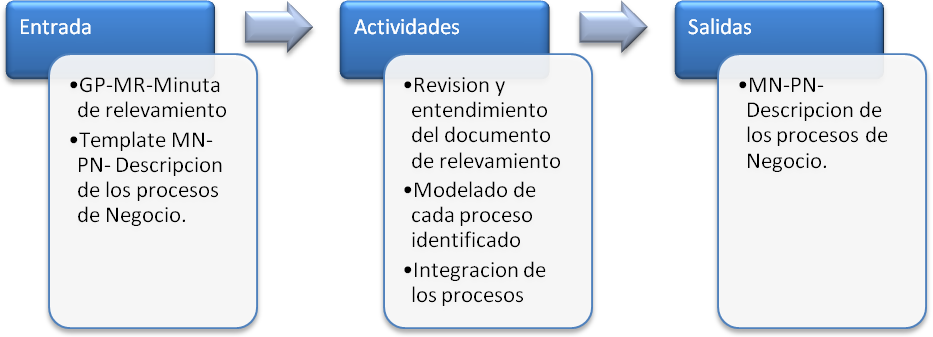 Entrada
•GP-MR-Minuta
de relevamiento
•Template MN-
PN- Descripcion
de los procesos
de Negocio.
Actividades
•Revision y
entendimiento
del documento
de relevamiento
•Modelado de
cada proceso
identificado
•Integracion de
los procesos
Salidas
•MN-PN-
Descripcion de
los procesos de
Negocio.